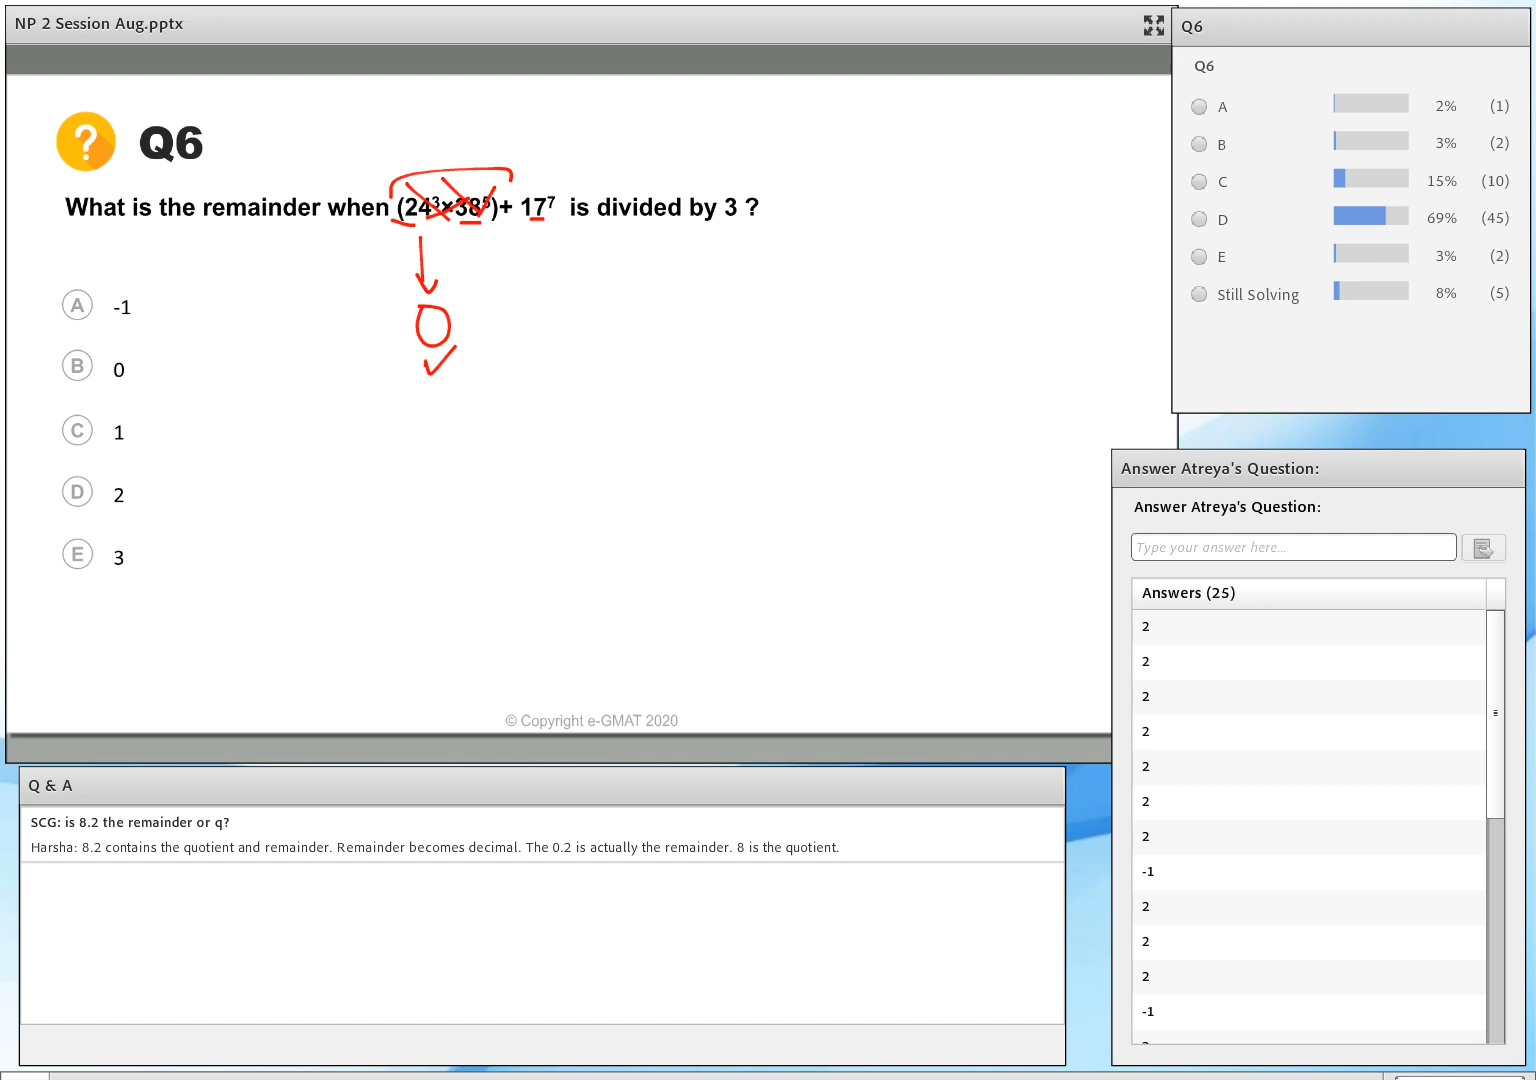 NP 2 Session Aug.pptx
? Q6
What is the remainder when (24³×38⁵)+ 17⁷ is divided by 3 ?
0
A -1
B 0
C 1
D 2
E 3
© Copyright e-GMAT 2020
Q6
Q6
A 2% (1)
B 3% (2)
C 15% (10)
D 69% (45)
E 3% (2)
Still Solving 8% (5)
Answer Atreya's Question:
Answer Atreya's Question:
Type your answer here...
Answers (25)
2
2
2
2
2
2
2
-1
2
2
2
-1
Q & A
SCG: is 8.2 the remainder or q?
Harsha: 8.2 contains the quotient and remainder. Remainder becomes decimal. The 0.2 is actually the remainder. 8 is the quotient.